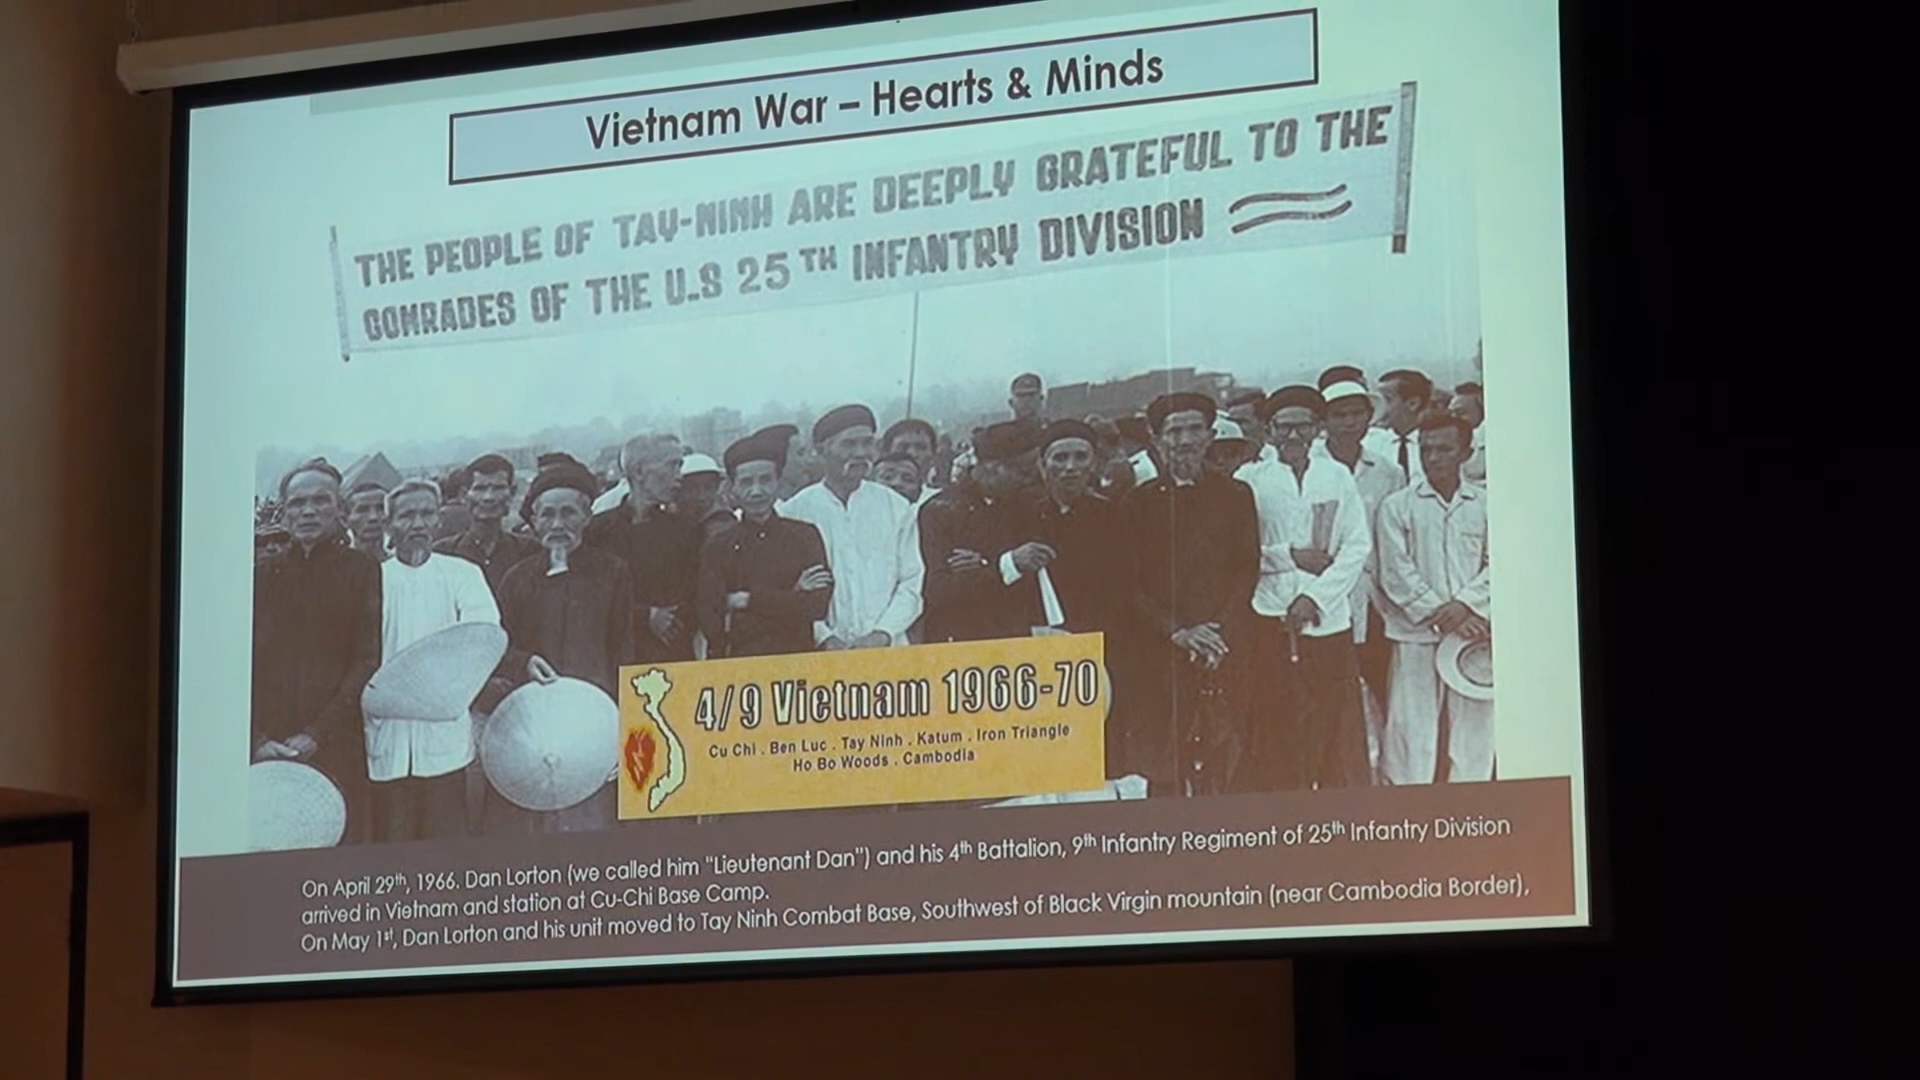 Vietnam War – Hearts & Minds
THE PEOPLE OF TAY-NINH ARE DEEPLY GRATEFUL TO THE
COMRADES OF THE U.S 25TH INFANTRY DIVISION
4/9 Vietnam 1966-70
Cu Chi . Ben Luc . Tay Ninh . Katum . Iron Triangle
Ho Bo Woods . Cambodia
On April 29th, 1966. Dan Lorton (we called him "Lieutenant Dan") and his 4th Battalion, 9th Infantry Regiment of 25th Infantry Division
arrived in Vietnam and station at Cu-Chi Base Camp.
On May 1st, Dan Lorton and his unit moved to Tay Ninh Combat Base, Southwest of Black Virgin mountain (near Cambodia Border),